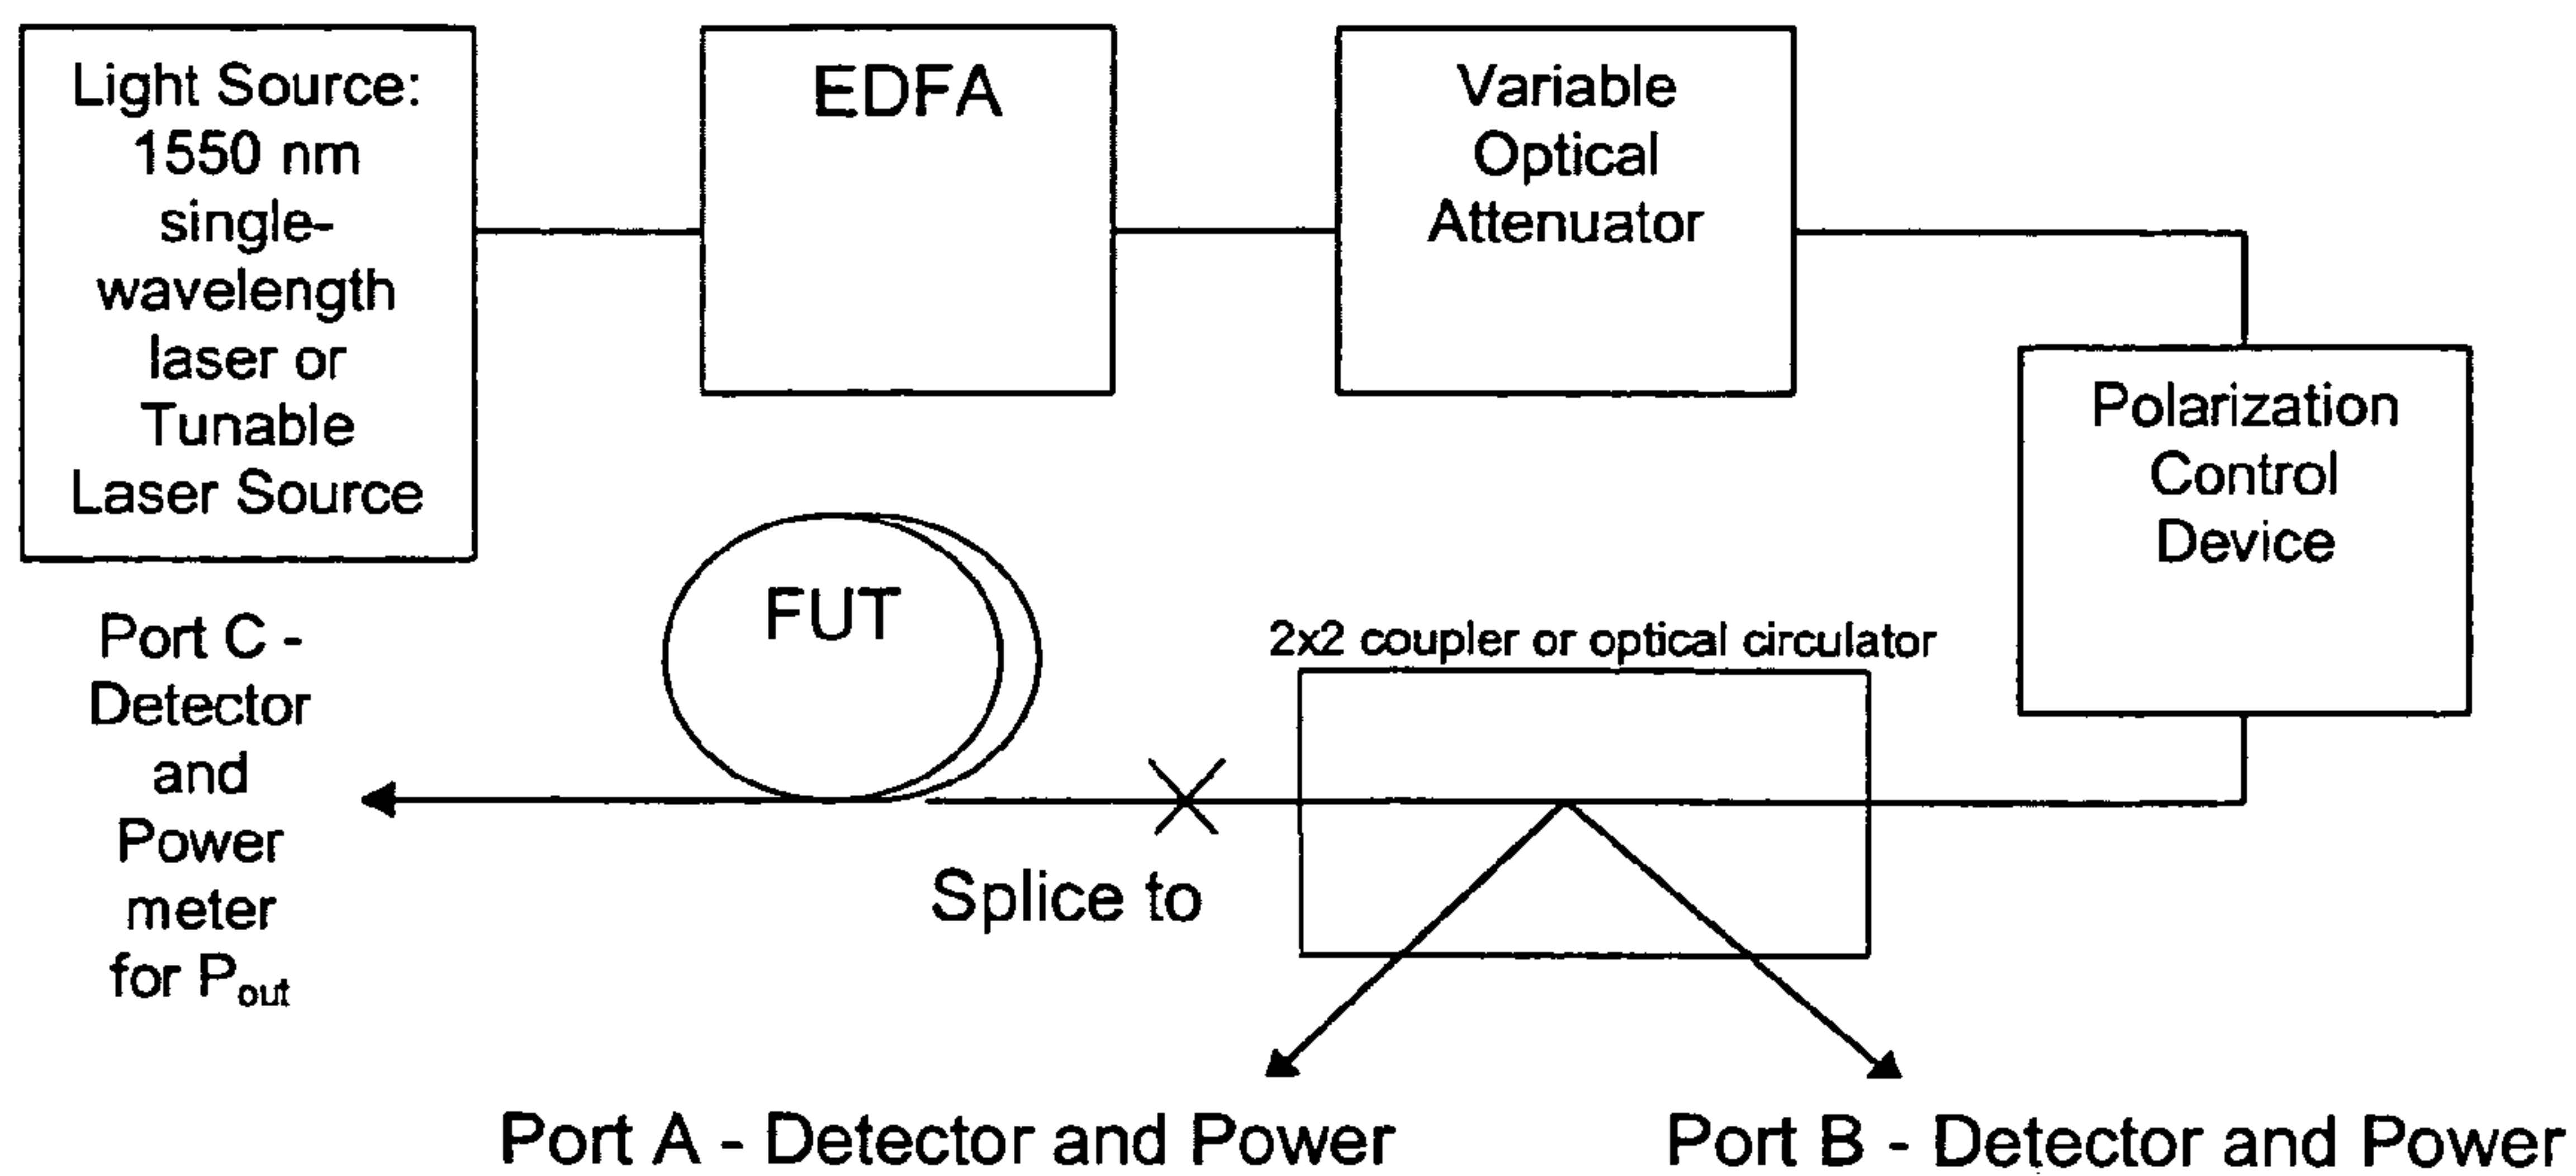 Light Source:
1550 nm
single-
wavelength
laser or
Tunable
Laser Source
EDFA
Variable
Optical
Attenuator
Polarization
Control
Device
FUT
2x2 coupler or optical circulator
Splice to
Port C -
Detector
and
Power
meter
for Pout
Port A - Detector and Power
Port B - Detector and Power